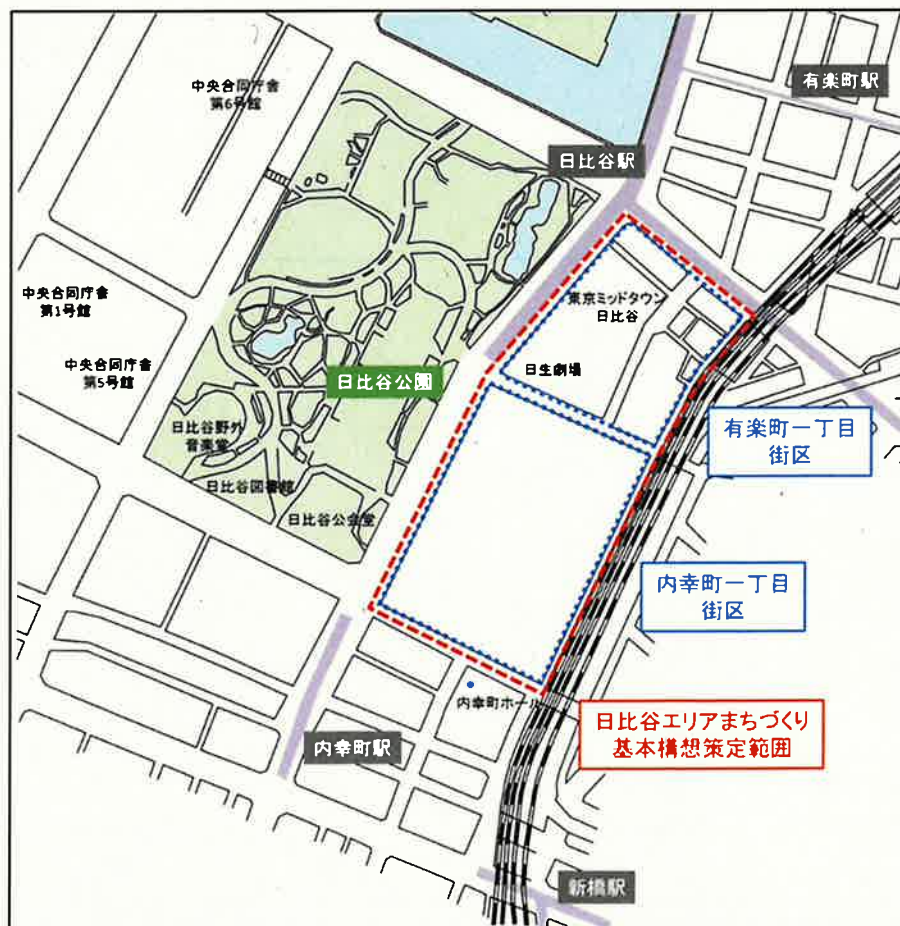 中央合同庁舎
第6号館
有楽町駅
日比谷駅
中央合同庁舎
第1号館
東京ミッドタウン
日比谷
中央合同庁舎
第5号館
日生劇場
日比谷公園
日比谷野外
音楽堂
有楽町一丁目
街区
日比谷図書館
日比谷公会堂
内幸町一丁目
街区
内幸町ホール
日比谷エリアまちづくり
基本構想策定範囲
内幸町駅
新橋駅